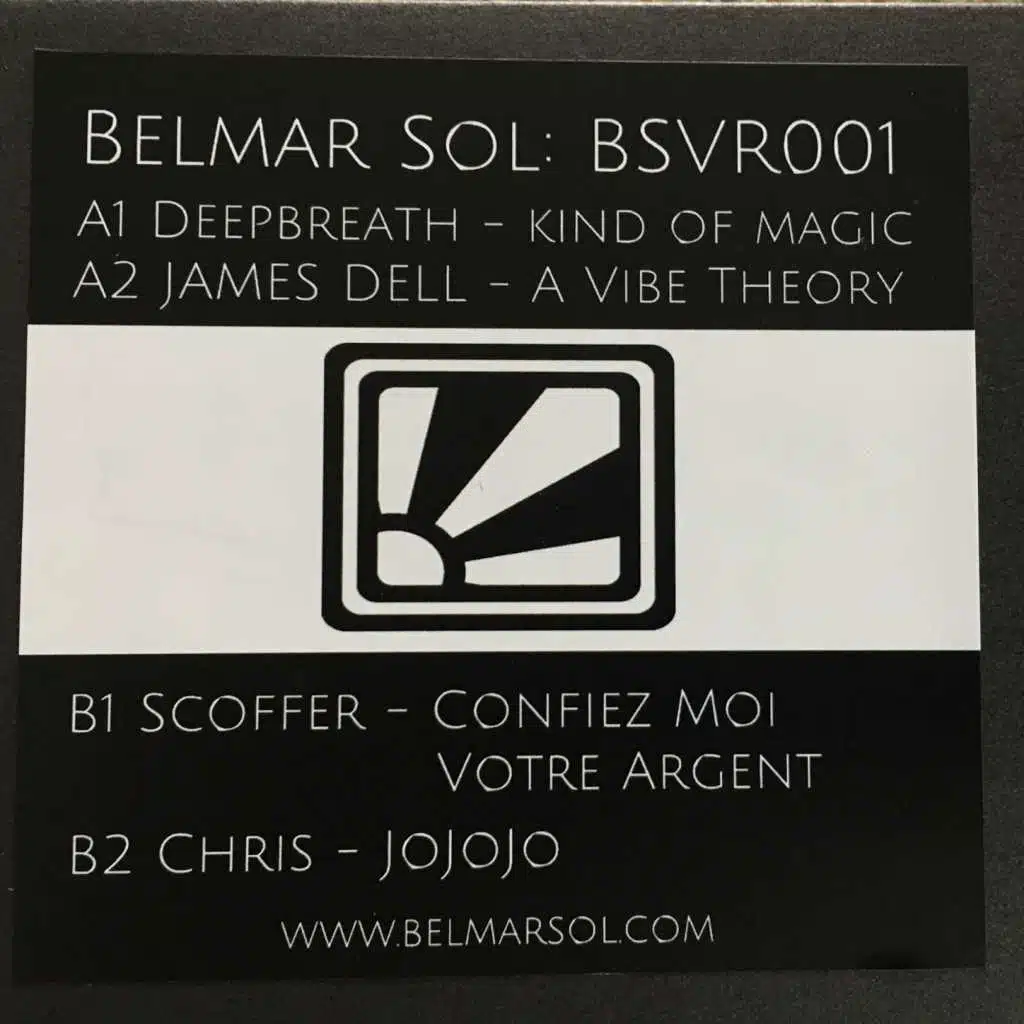 Belmar Sol: BSVR001
A1 Deepbreath - kind of magic
A2 JAMES DELL - A Vibe Theory
B1 Scoffer - Confiez Moi
Votre Argent
B2 Chris - JOJOJO
www.belmarsol.com